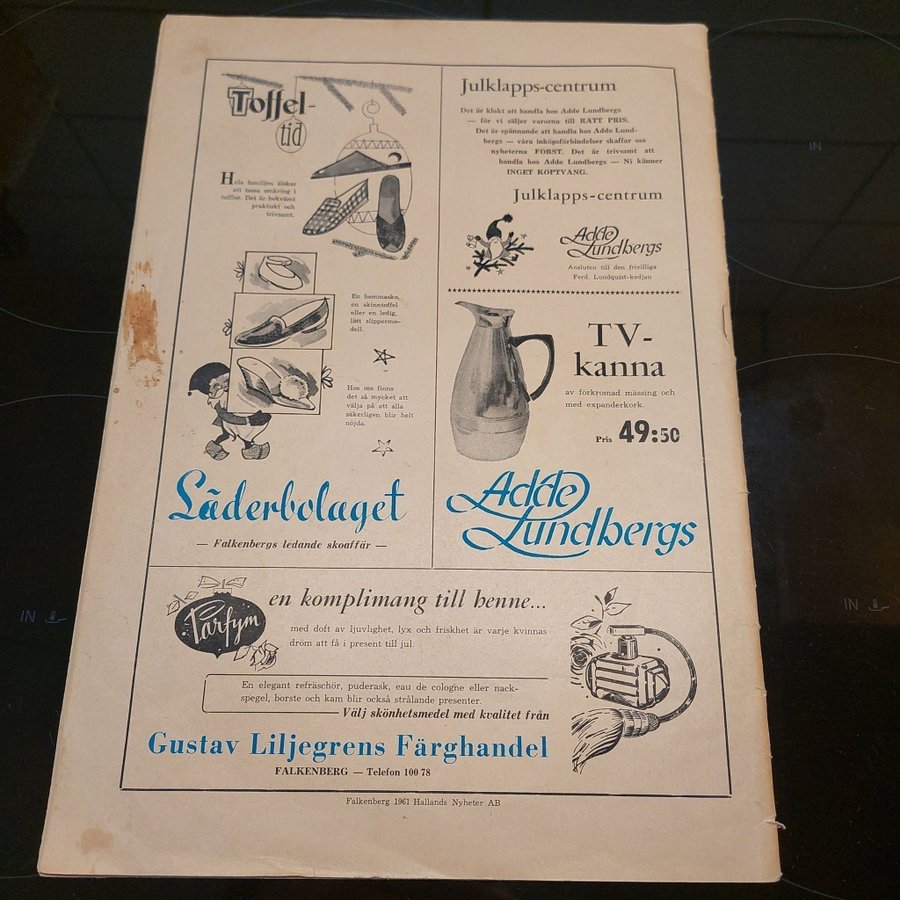 Toffel-
tid
Hela familjen älskar
att tassa omkring i
tofflor. Det är bekvämt
praktiskt och
trivsamt.
En hemmasko,
en skinntoffel
eller en ledig,
lätt slippermo-
dell.
Hos oss finns
det så mycket att
välja på att alla
säkerligen blir helt
nöjda.
Läderbolaget
— Falkenbergs ledande skoaffär —
Julklapps-centrum
Det är klokt att handla hos Adde Lundbergs
— för vi säljer varorna till RÄTT PRIS.
Det är spännande att handla hos Adde Lund-
bergs — våra inköpsförbindelser skaffar oss
nyheterna FÖRST. Det är trivsamt att
handla hos Adde Lundbergs — Ni känner
INGET KÖPTVÅNG.
Julklapps-centrum
Adde
Lundbergs
Ansluten till den frivilliga
Ferd. Lundquist-kedjan
TV-
kanna
av förkromad mässing och
med expanderkork.
Pris 49:50
Adde
Lundbergs
Parfym
en komplimang till henne...
med doft av ljuvlighet, lyx och friskhet är varje kvinnas
dröm att få i present till jul.
En elegant refräschör, puderask, eau de cologne eller nack-
spegel, borste och kam blir också strålande presenter.
Välj skönhetsmedel med kvalitet från
Gustav Liljegrens Färghandel
FALKENBERG — Telefon 100 78
Falkenberg 1961 Hallands Nyheter AB
IN
IN
IN